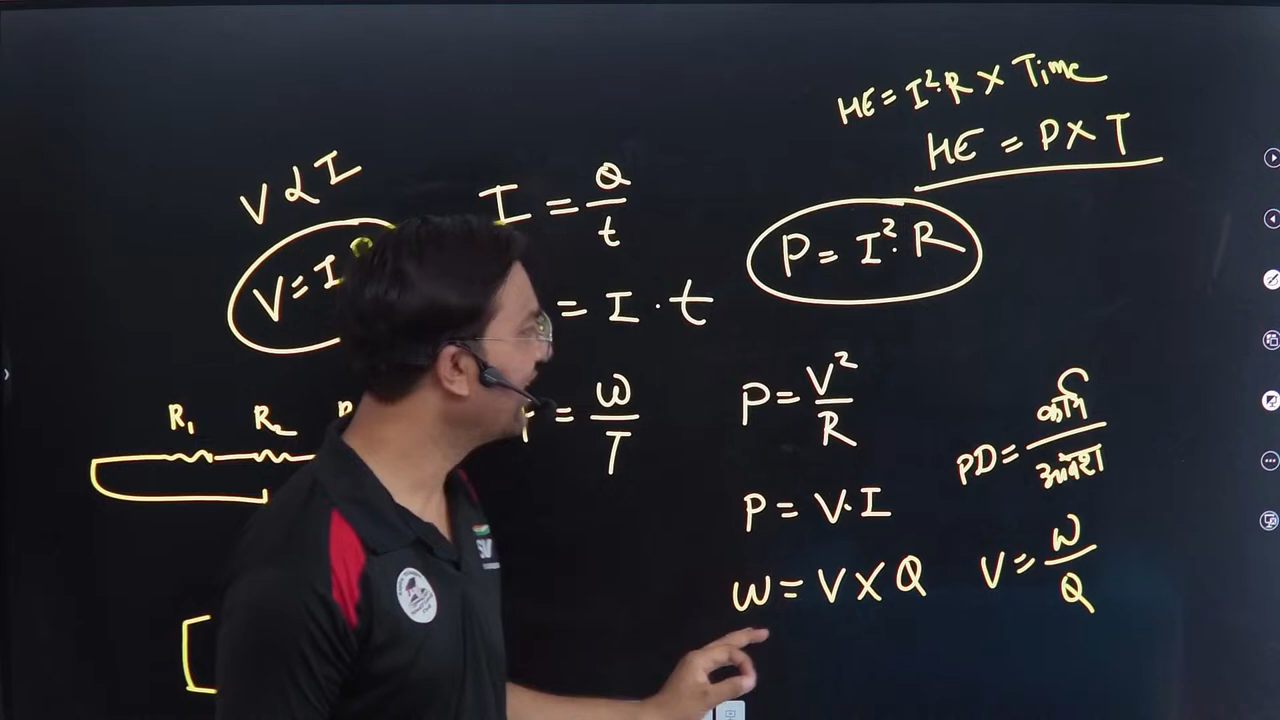 HE = I².R X Time
HE = P X T
V ∝ I
I = Q/t
P = I².R
V = I
= I . t
P = V²/R
= W/T
R₁ R₂
PD = कार्य/आवेश
P = V.I
W = V X Q
V = W/Q